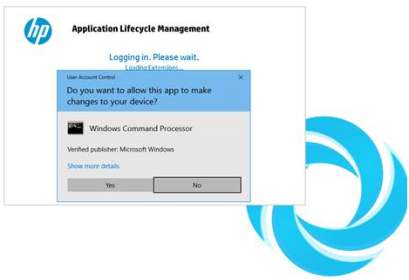 hp
Application Lifecycle Management
Logging in. Please wait.
Loading Extensions...
User Account Control
Do you want to allow this app to make
changes to your device?
Windows Command Processor
Verified publisher: Microsoft Windows
Show more details
Yes
No